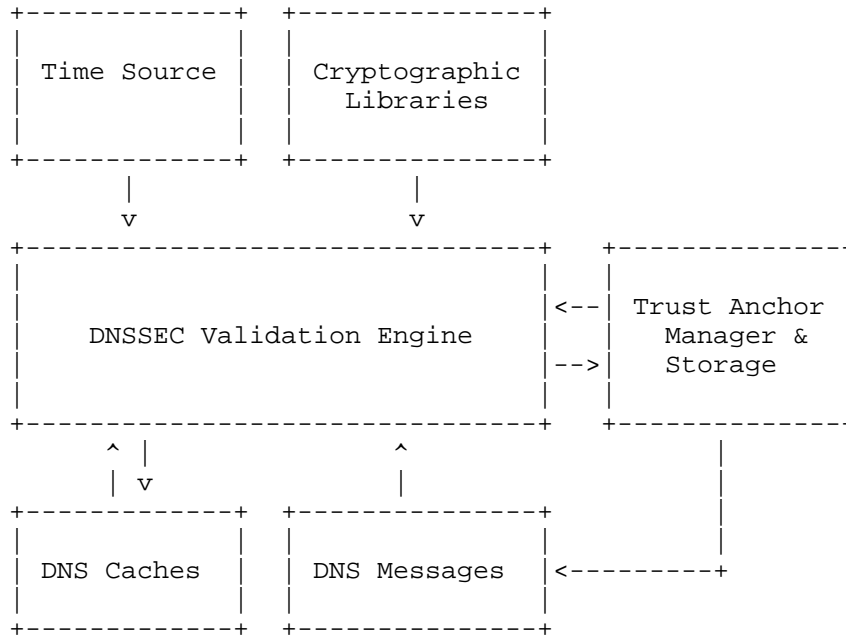 Time Source
Cryptographic
Libraries
DNSSEC Validation Engine
Trust Anchor
Manager &
Storage
DNS Caches
DNS Messages